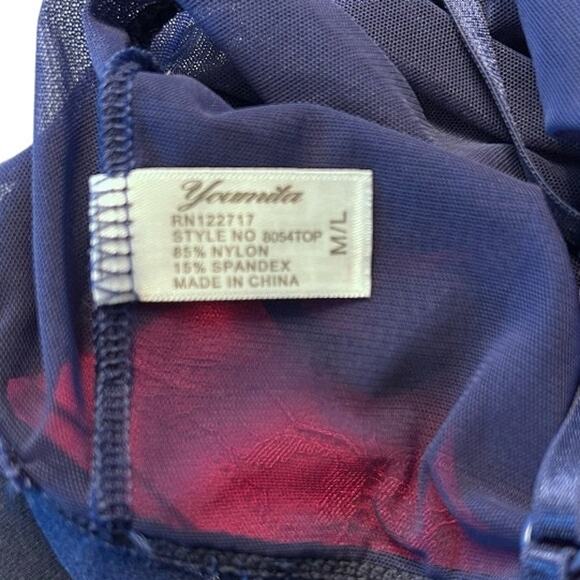 Youmita
RN122717
STYLE NO 8054TOP
85% NYLON
15% SPANDEX
MADE IN CHINA
M/L